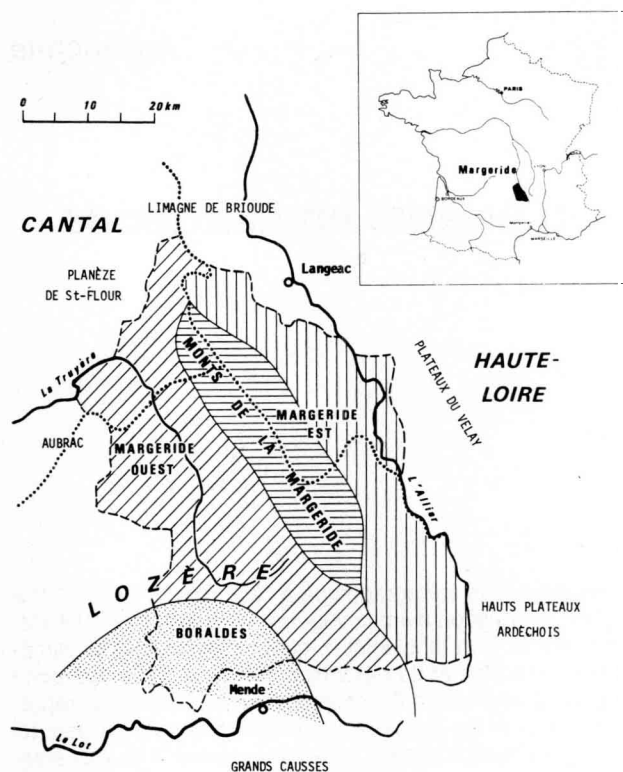 0 10 20 km
PARIS
Margeride
BORDEAUX
MARSEILLE
LIMAGNE DE BRIOUDE
CANTAL
PLANÈZE
DE St-FLOUR
Langeac
HAUTE-
LOIRE
PLATEAUX DU VELAY
La Truyère
MONTS
DE
LA
MARGERIDE
MARGERIDE
EST
AUBRAC
MARGERIDE
OUEST
L'Allier
LOZÈRE
HAUTS PLATEAUX
ARDÈCHOIS
BORALDES
Mende
Le Lot
GRANDS CAUSSES